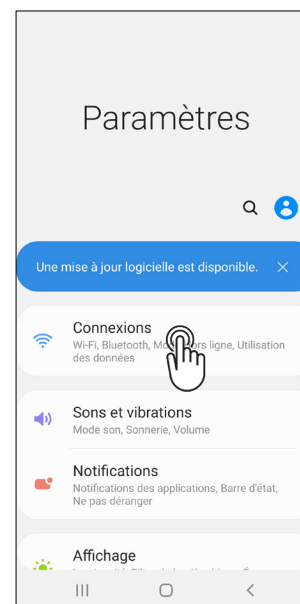 Paramètres
Une mise à jour logicielle est disponible.
Connexions
Wi-Fi, Bluetooth, hors ligne, Utilisation
des données
Sons et vibrations
Mode son, Sonnerie, Volume
Notifications
Notifications des applications, Barre d'état,
Ne pas déranger
Affichage